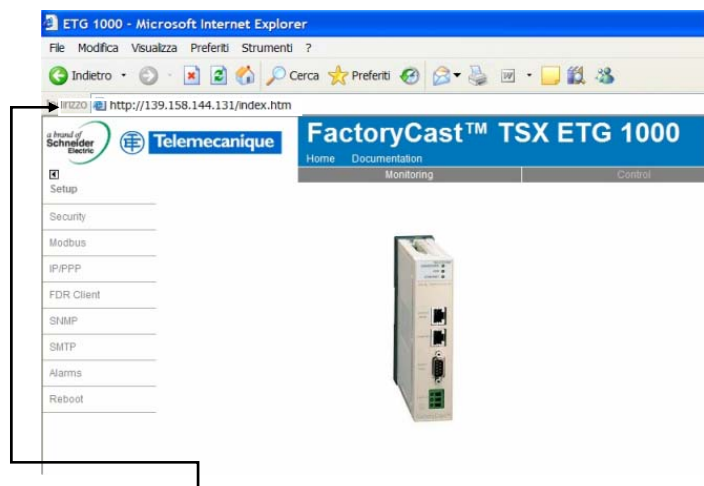 ETG 1000 - Microsoft Internet Explorer
File Modifica Visualizza Preferiti Strumenti ?
Indietro Cerca Preferiti
http://139.158.144.131/index.htm
a brand of
Schneider
Electric
Telemecanique
FactoryCast™ TSX ETG 1000
Home Documentation
Monitoring Control
Setup
Security
Modbus
IP/PPP
FDR Client
SNMP
SMTP
Alarms
Reboot